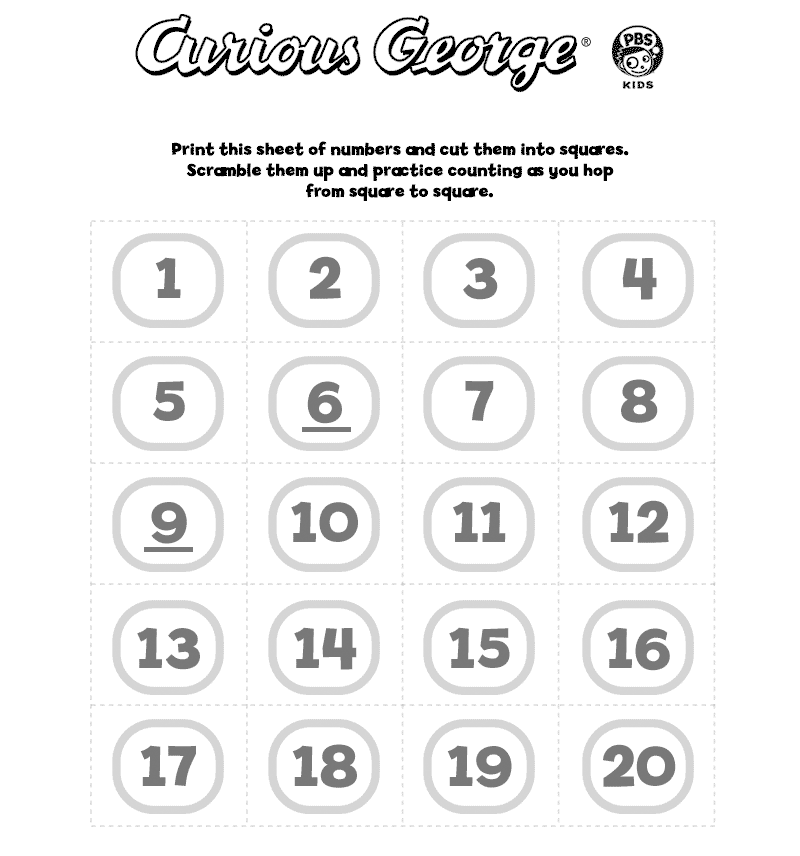 Curious George®
PBS
KIDS
Print this sheet of numbers and cut them into squares.
Scramble them up and practice counting as you hop
from square to square.
1 2 3 4
5 6 7 8
9 10 11 12
13 14 15 16
17 18 19 20